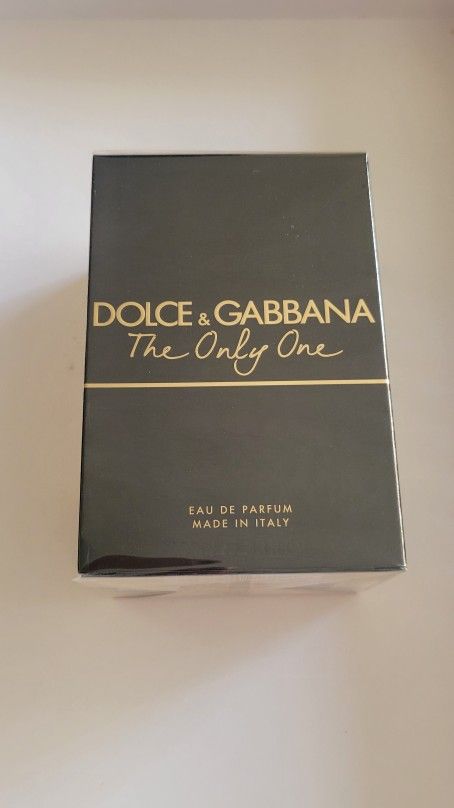 DOLCE & GABBANA
The Only One
EAU DE PARFUM
MADE IN ITALY